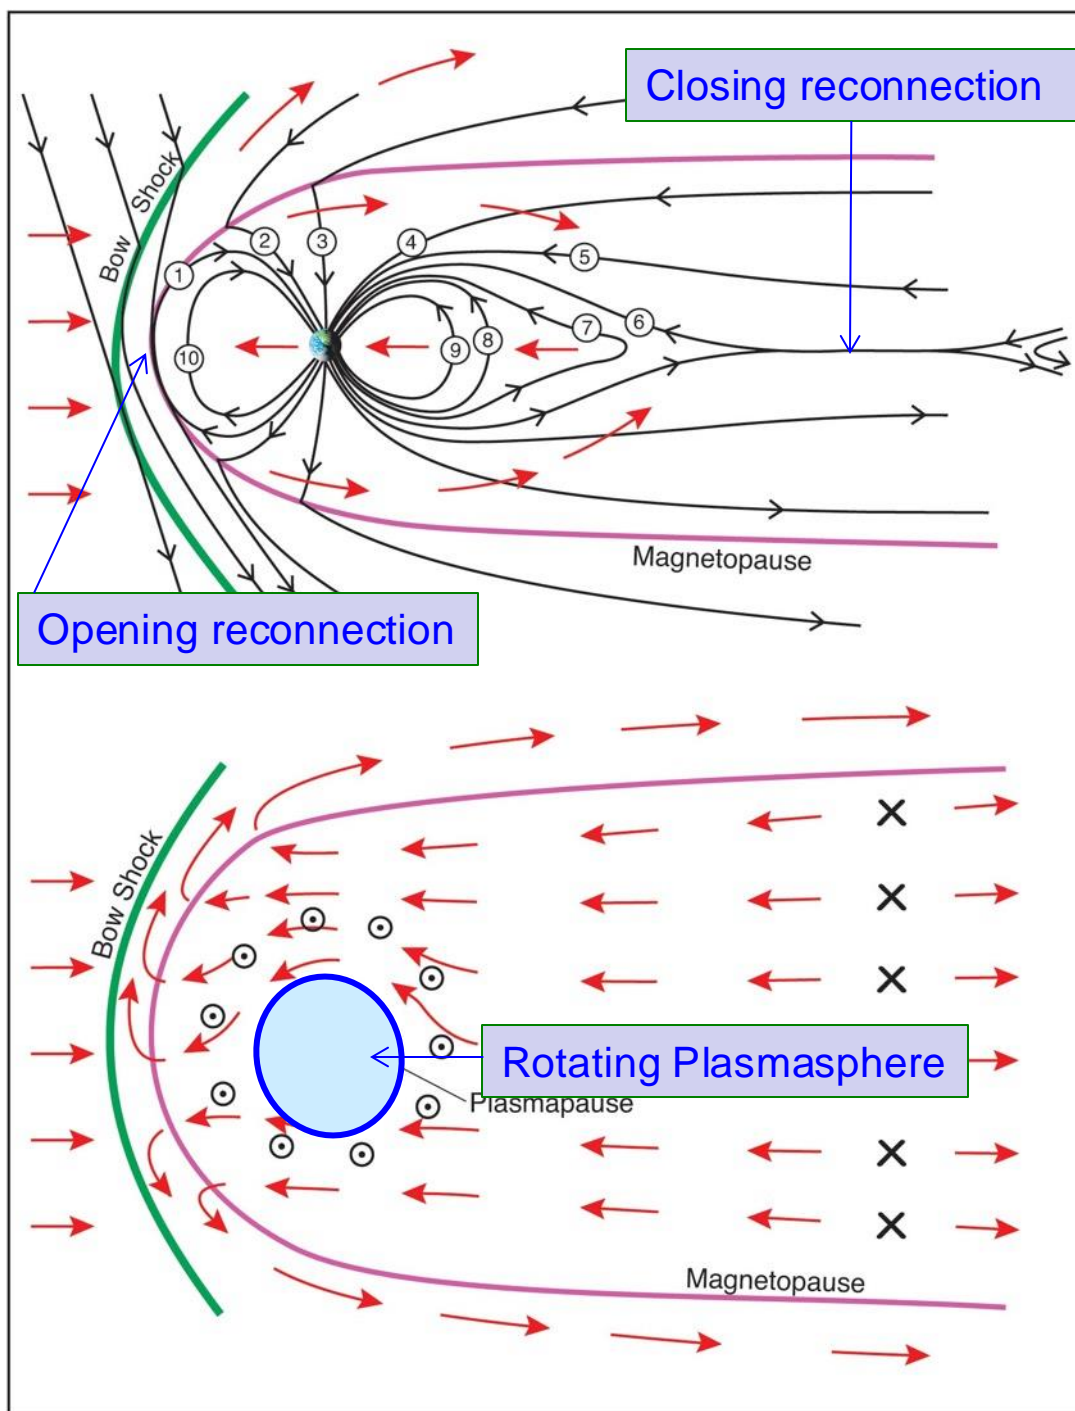 Closing reconnection
Bow Shock
1
2
3
4
5
6
7
8
9
10
Magnetopause
Opening reconnection
Bow Shock
Rotating Plasmasphere
Plasmapause
Magnetopause